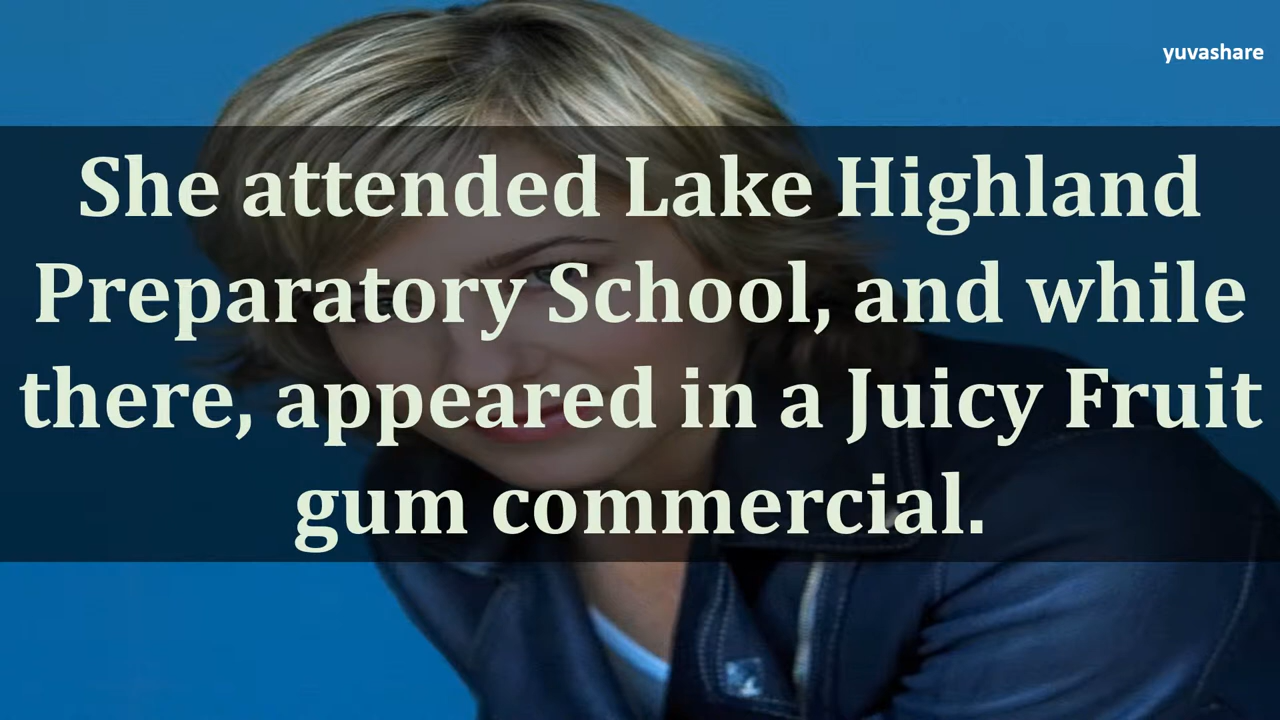 yuvashare
She attended Lake Highland
Preparatory School, and while
there, appeared in a Juicy Fruit
gum commercial.